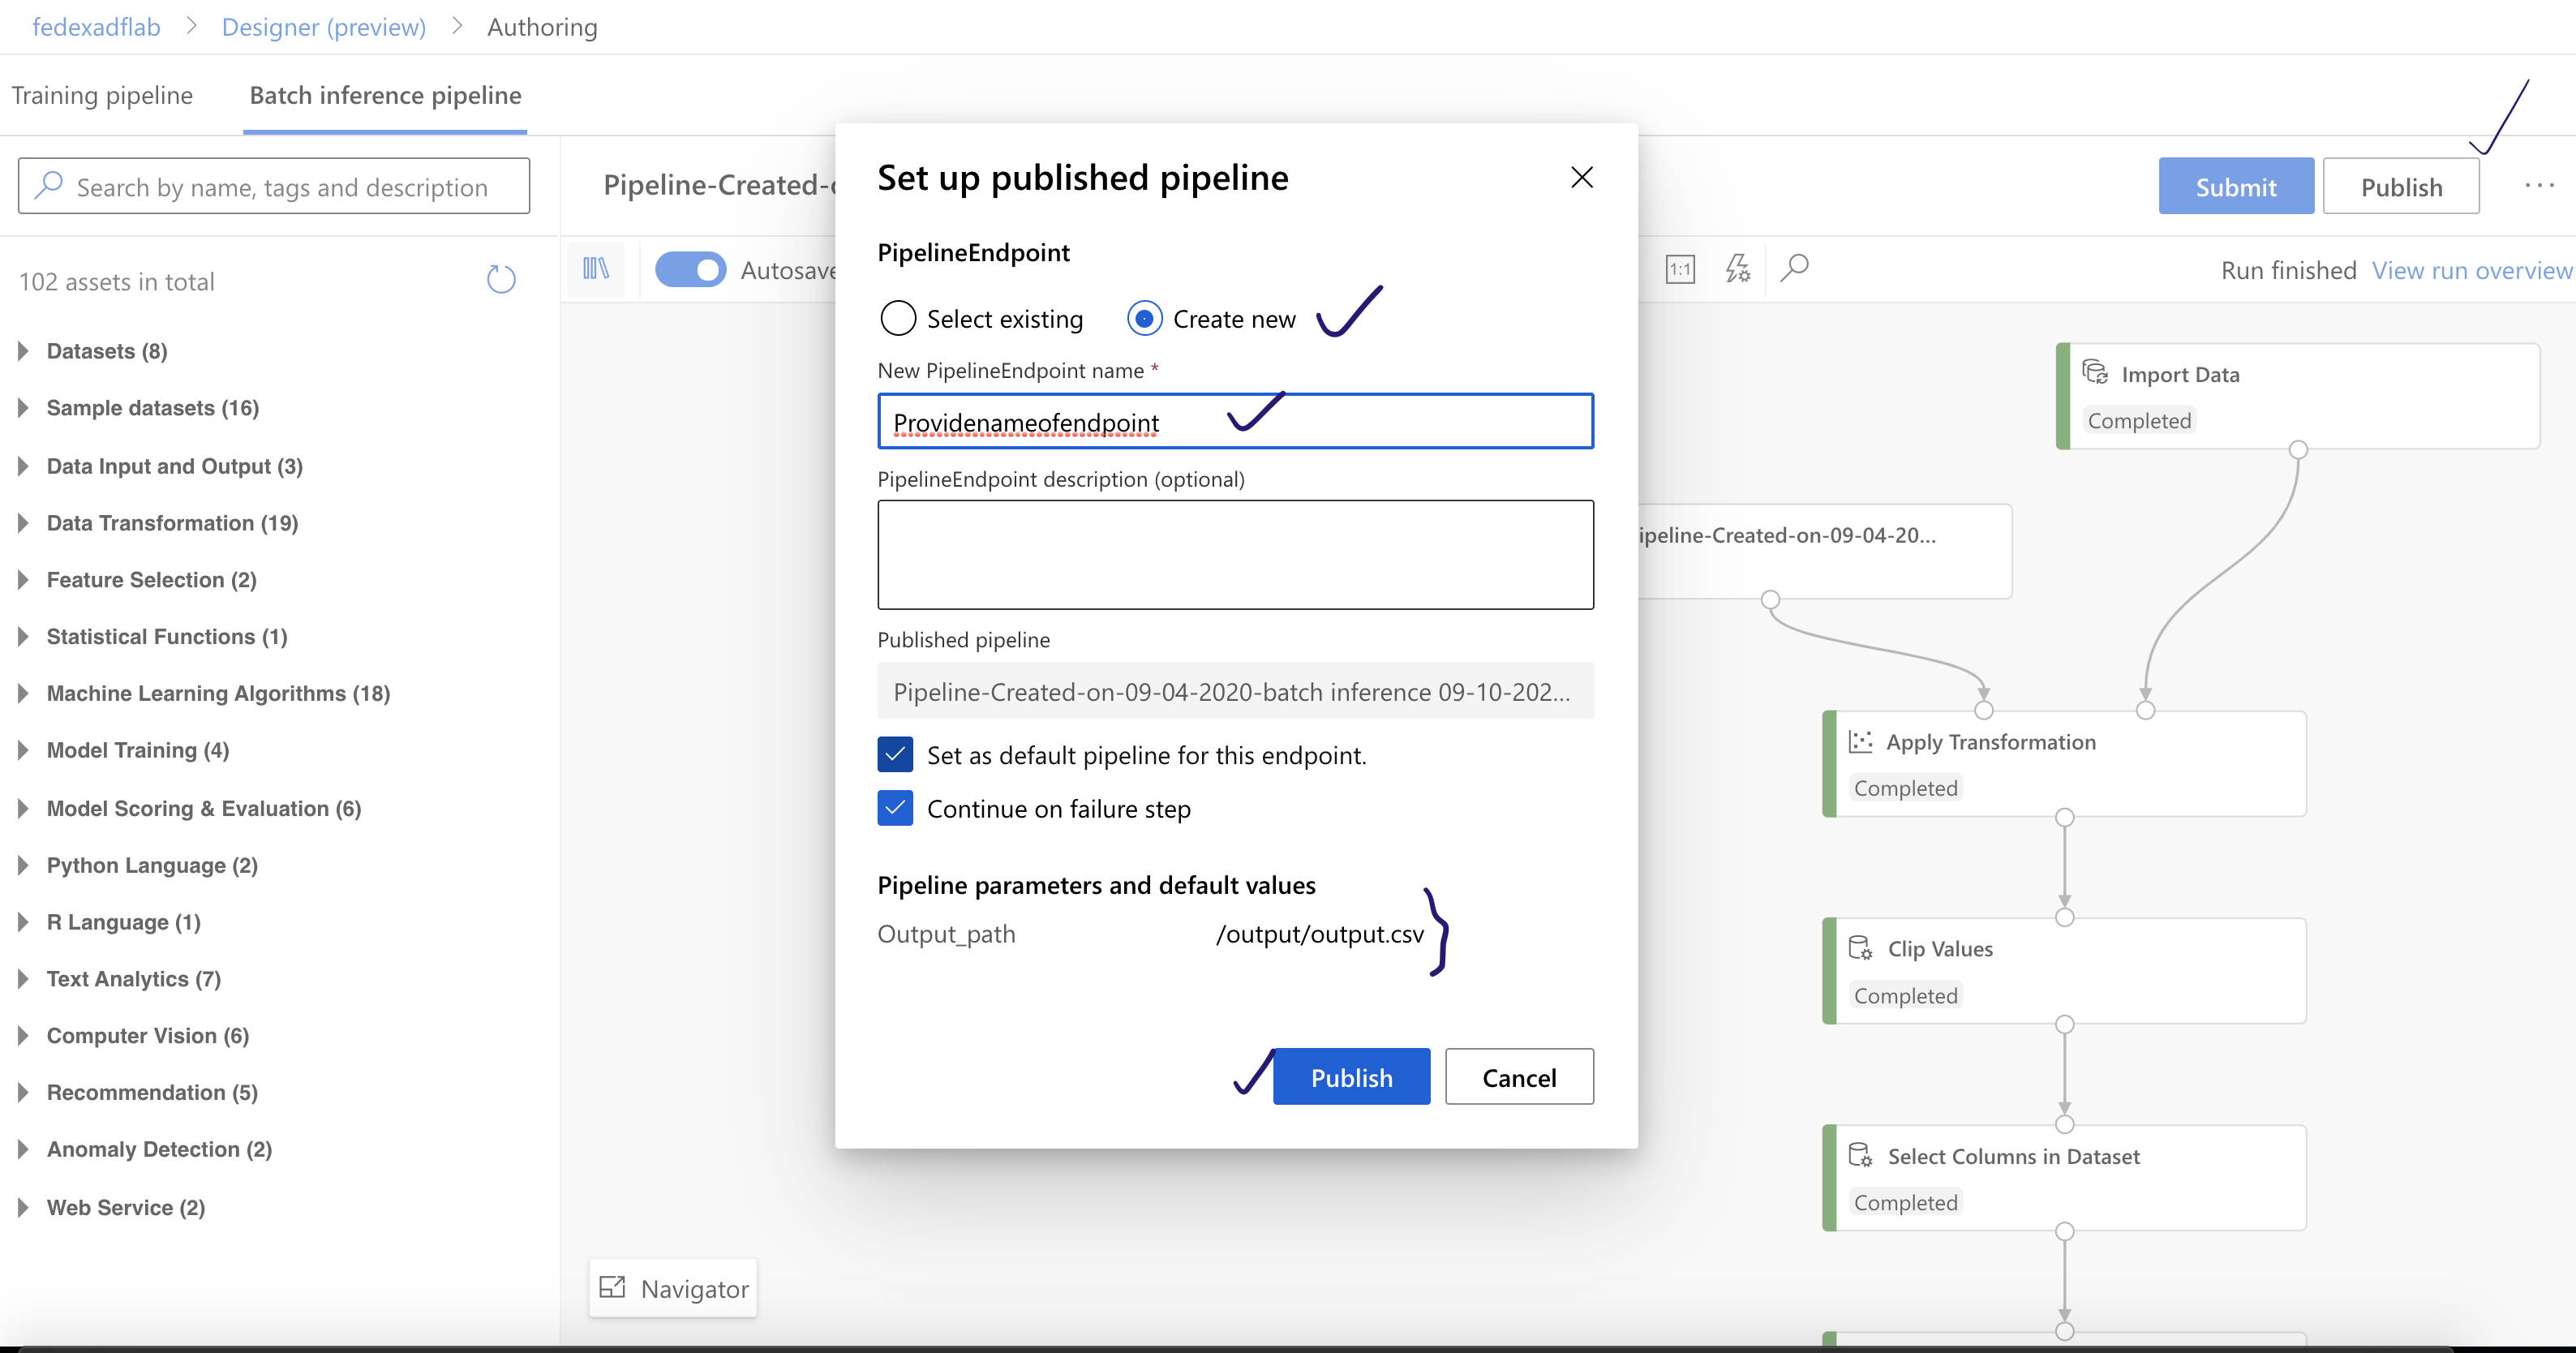 fedexadflab > Designer (preview) > Authoring
Training pipeline
Batch inference pipeline
Search by name, tags and description
102 assets in total
Datasets (8)
Sample datasets (16)
Data Input and Output (3)
Data Transformation (19)
Feature Selection (2)
Statistical Functions (1)
Machine Learning Algorithms (18)
Model Training (4)
Model Scoring & Evaluation (6)
Python Language (2)
R Language (1)
Text Analytics (7)
Computer Vision (6)
Recommendation (5)
Anomaly Detection (2)
Web Service (2)
Pipeline-Created-
Submit
Publish
...
Autosave
1:1
Run finished
View run overview
Set up published pipeline
PipelineEndpoint
Select existing
Create new
New PipelineEndpoint name *
Providenameofendpoint
PipelineEndpoint description (optional)
Published pipeline
Pipeline-Created-on-09-04-2020-batch inference 09-10-202...
Set as default pipeline for this endpoint.
Continue on failure step
Pipeline parameters and default values
Output_path
/output/output.csv
Publish
Cancel
Import Data
Completed
ipeline-Created-on-09-04-20...
Apply Transformation
Completed
Clip Values
Completed
Select Columns in Dataset
Completed
Navigator